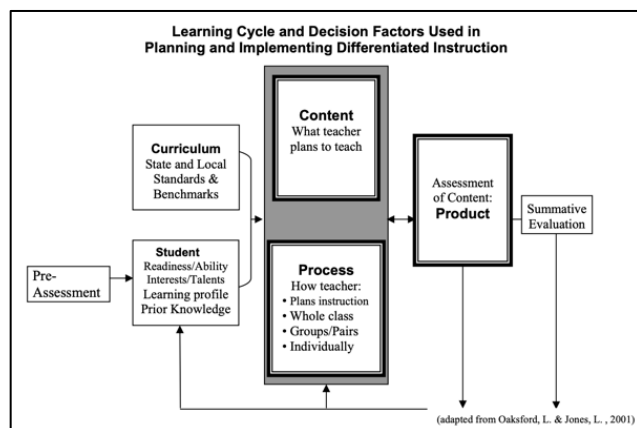 Learning Cycle and Decision Factors Used in
Planning and Implementing Differentiated Instruction
Content
What teacher
plans to teach
Curriculum
State and Local
Standards &
Benchmarks
Assessment
of Content:
Product
Summative
Evaluation
Pre-
Assessment
Student
Readiness/Ability
Interests/Talents
Learning profile
Prior Knowledge
Process
How teacher:
• Plans instruction
• Whole class
• Groups/Pairs
• Individually
(adapted from Oaksford, L. & Jones, L. , 2001)